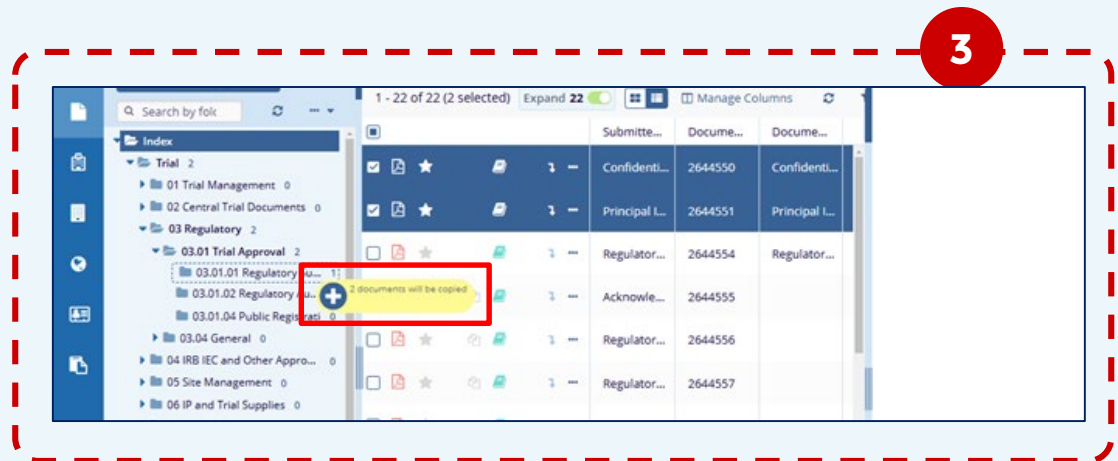 3
Search by folc
1 - 22 of 22 (2 selected) Expand 22 Manage Columns
Index
Submitte... Docume... Docume...
Trial 2
Confidenti... 2644550 Confidenti...
01 Trial Management 0
02 Central Trial Documents 0
Principal I... 2644551 Principal I...
03 Regulatory 2
03.01 Trial Approval 2
Regulator... 2644554 Regulator...
03.01.01 Regulatory Su... 1
03.01.02 Regulatory Au...
2 documents will be copied
Acknowle... 2644555
03.01.04 Public Registrati 0
03.04 General 0
Regulator... 2644556
04 IRB IEC and Other Appro... 0
05 Site Management 0
Regulator... 2644557
06 IP and Trial Supplies 0